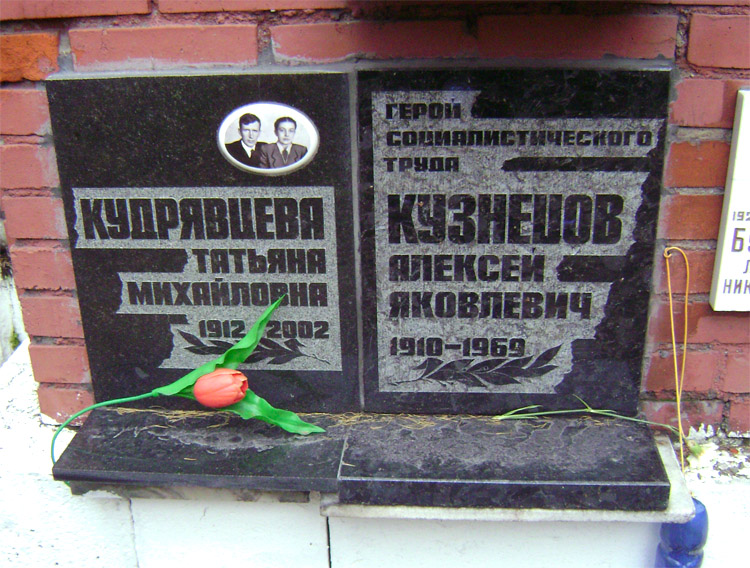 КУДРЯВЦЕВА
ТАТЬЯНА
МИХАЙЛОВНА
1912 2002
ГЕРОЙ
СОЦИАЛИСТИЧЕСКОГО
ТРУДА
КУЗНЕЦОВ
АЛЕКСЕЙ
ЯКОВЛЕВИЧ
1910-1969